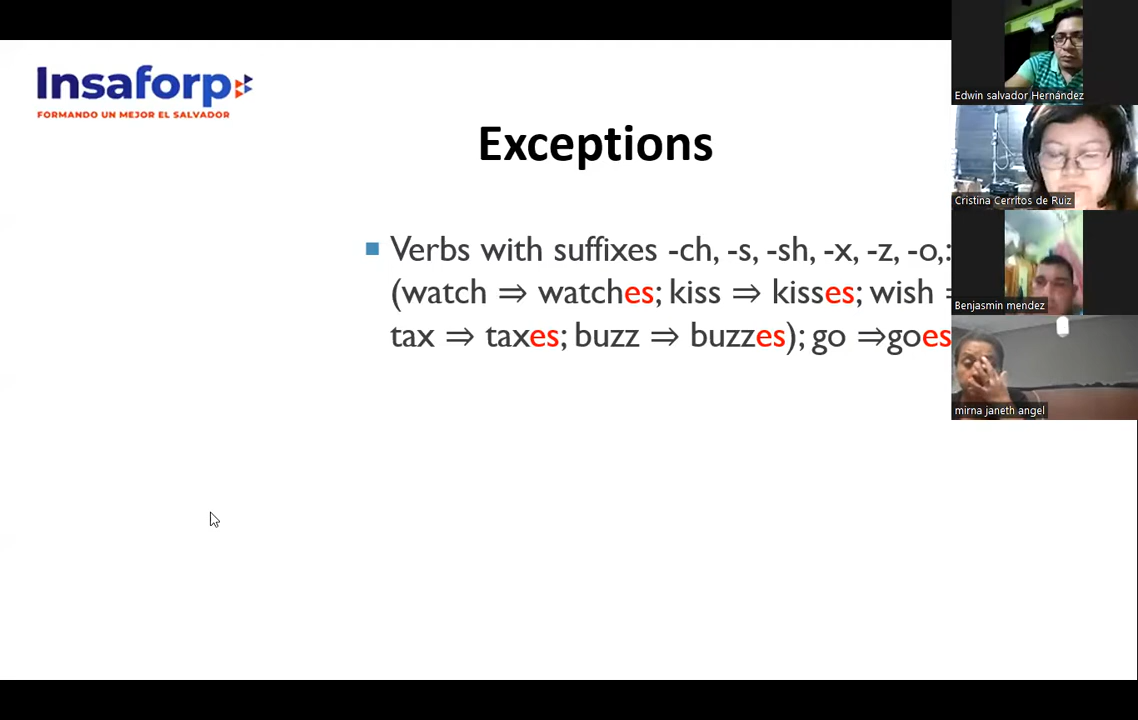 Insaforp
FORMANDO UN MEJOR EL SALVADOR
Exceptions
Verbs with suffixes -ch, -s, -sh, -x, -z, -o,:
(watch ⇒ watches; kiss ⇒ kisses; wish =
tax ⇒ taxes; buzz ⇒ buzzes); go ⇒goes
Edwin salvador Hernández
Cristina Cerritos de Ruiz
Benjasmin mendez
mirna janeth angel